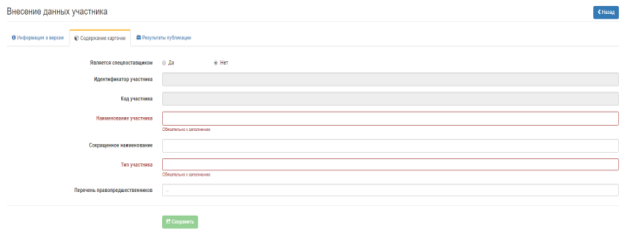 Внесение данных участника
Назад
Информация о версии
Содержание карточки
Результаты публикации
Является спецпоставщиком
Да
Нет
Идентификатор участника
Код участника
Наименование участника
Обязательно к заполнению
Сокращенное наименование
Тип участника
Обязательно к заполнению
Перечень правопредшественников
Сохранить